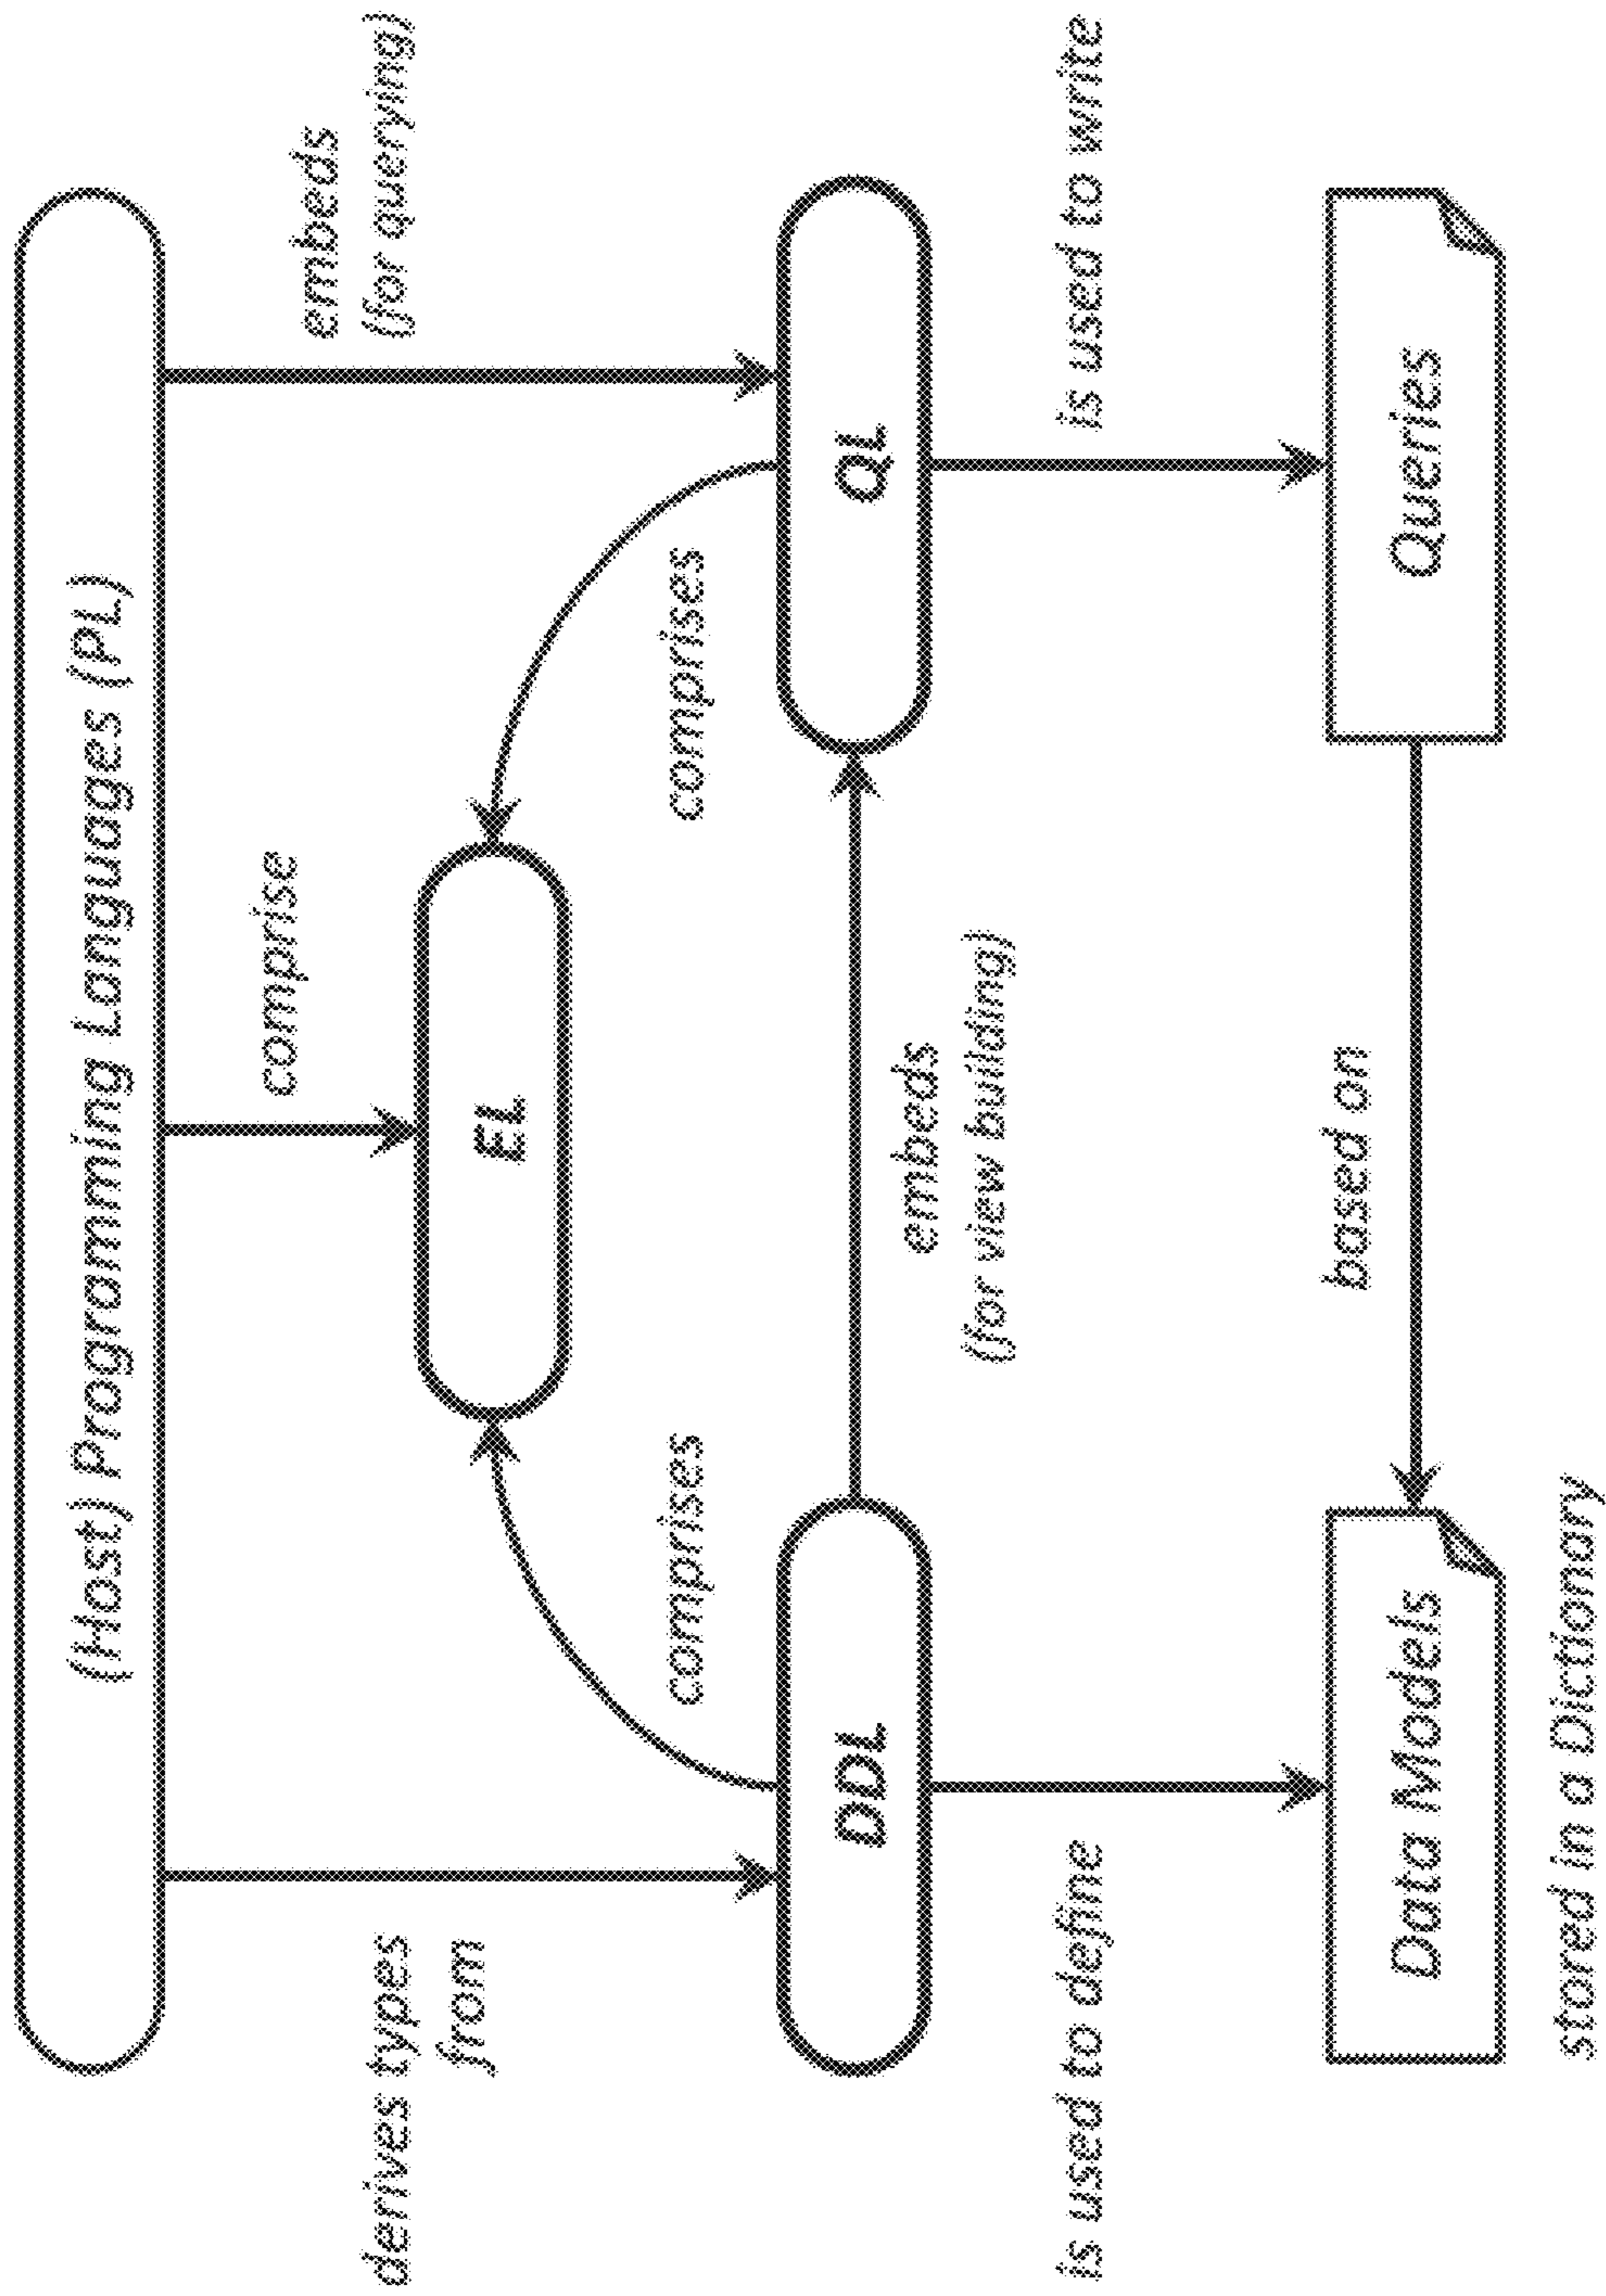 (Host) Programming Languages (PL)
derives types
from
comprise
embeds
(for querying)
EL
comprises
comprises
DDL
embeds
(for view building)
QL
is used to define
is used to write
Data Models
based on
Queries
stored in a Dictionary